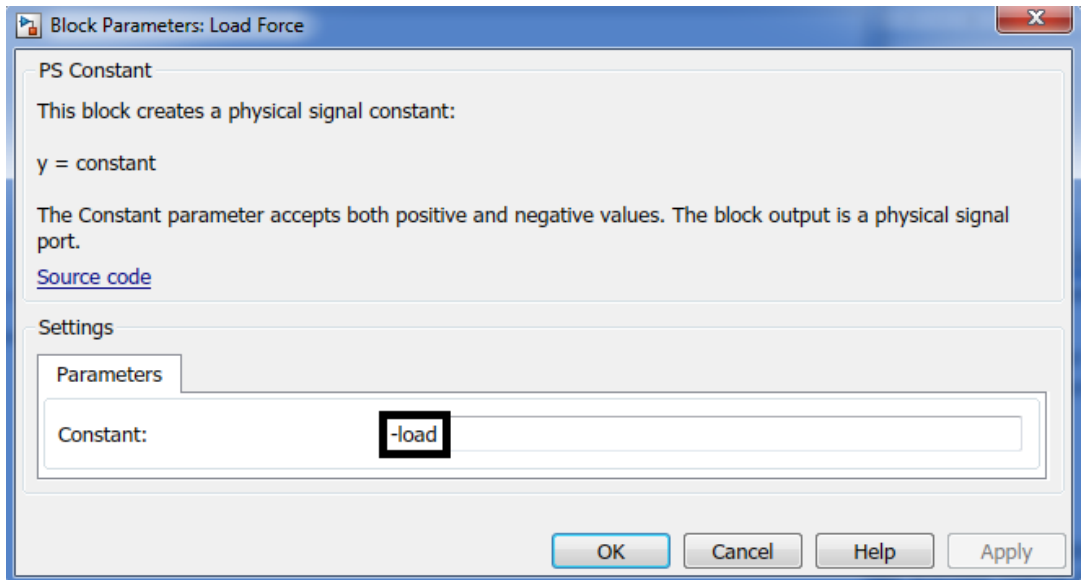 Block Parameters: Load Force
PS Constant
This block creates a physical signal constant:
y = constant
The Constant parameter accepts both positive and negative values. The block output is a physical signal
port.
Source code
Settings
Parameters
Constant:
-load
OK
Cancel
Help
Apply